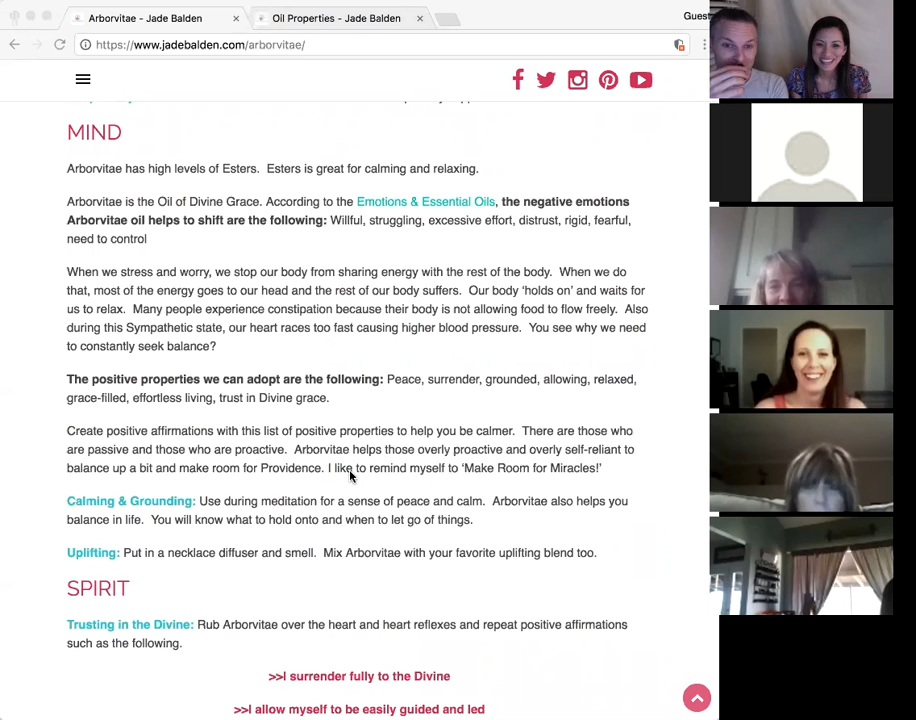 Arborvitae - Jade Balden
Oil Properties - Jade Balden
Guest
https://www.jadebalden.com/arborvitae/
MIND
Arborvitae has high levels of Esters. Esters is great for calming and relaxing.
Arborvitae is the Oil of Divine Grace. According to the Emotions & Essential Oils, the negative emotions
Arborvitae oil helps to shift are the following: Willful, struggling, excessive effort, distrust, rigid, fearful,
need to control
When we stress and worry, we stop our body from sharing energy with the rest of the body. When we do
that, most of the energy goes to our head and the rest of our body suffers. Our body ‘holds on’ and waits for
us to relax. Many people experience constipation because their body is not allowing food to flow freely. Also
during this Sympathetic state, our heart races too fast causing higher blood pressure. You see why we need
to constantly seek balance?
The positive properties we can adopt are the following: Peace, surrender, grounded, allowing, relaxed,
grace-filled, effortless living, trust in Divine grace.
Create positive affirmations with this list of positive properties to help you be calmer. There are those who
are passive and those who are proactive. Arborvitae helps those overly proactive and overly self-reliant to
balance up a bit and make room for Providence. I like to remind myself to ‘Make Room for Miracles!’
Calming & Grounding: Use during meditation for a sense of peace and calm. Arborvitae also helps you
balance in life. You will know what to hold onto and when to let go of things.
Uplifting: Put in a necklace diffuser and smell. Mix Arborvitae with your favorite uplifting blend too.
SPIRIT
Trusting in the Divine: Rub Arborvitae over the heart and heart reflexes and repeat positive affirmations
such as the following.
>>I surrender fully to the Divine
>>I allow myself to be easily guided and led